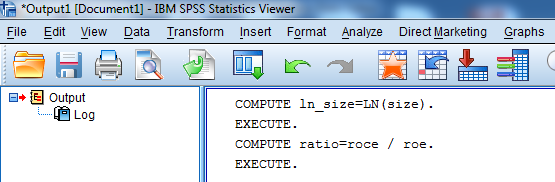 *Output1 [Document1] - IBM SPSS Statistics Viewer
File Edit View Data Transform Insert Format Analyze Direct Marketing Graphs
Output
Log
COMPUTE ln_size=LN(size).
EXECUTE.
COMPUTE ratio=roce / roe.
EXECUTE.